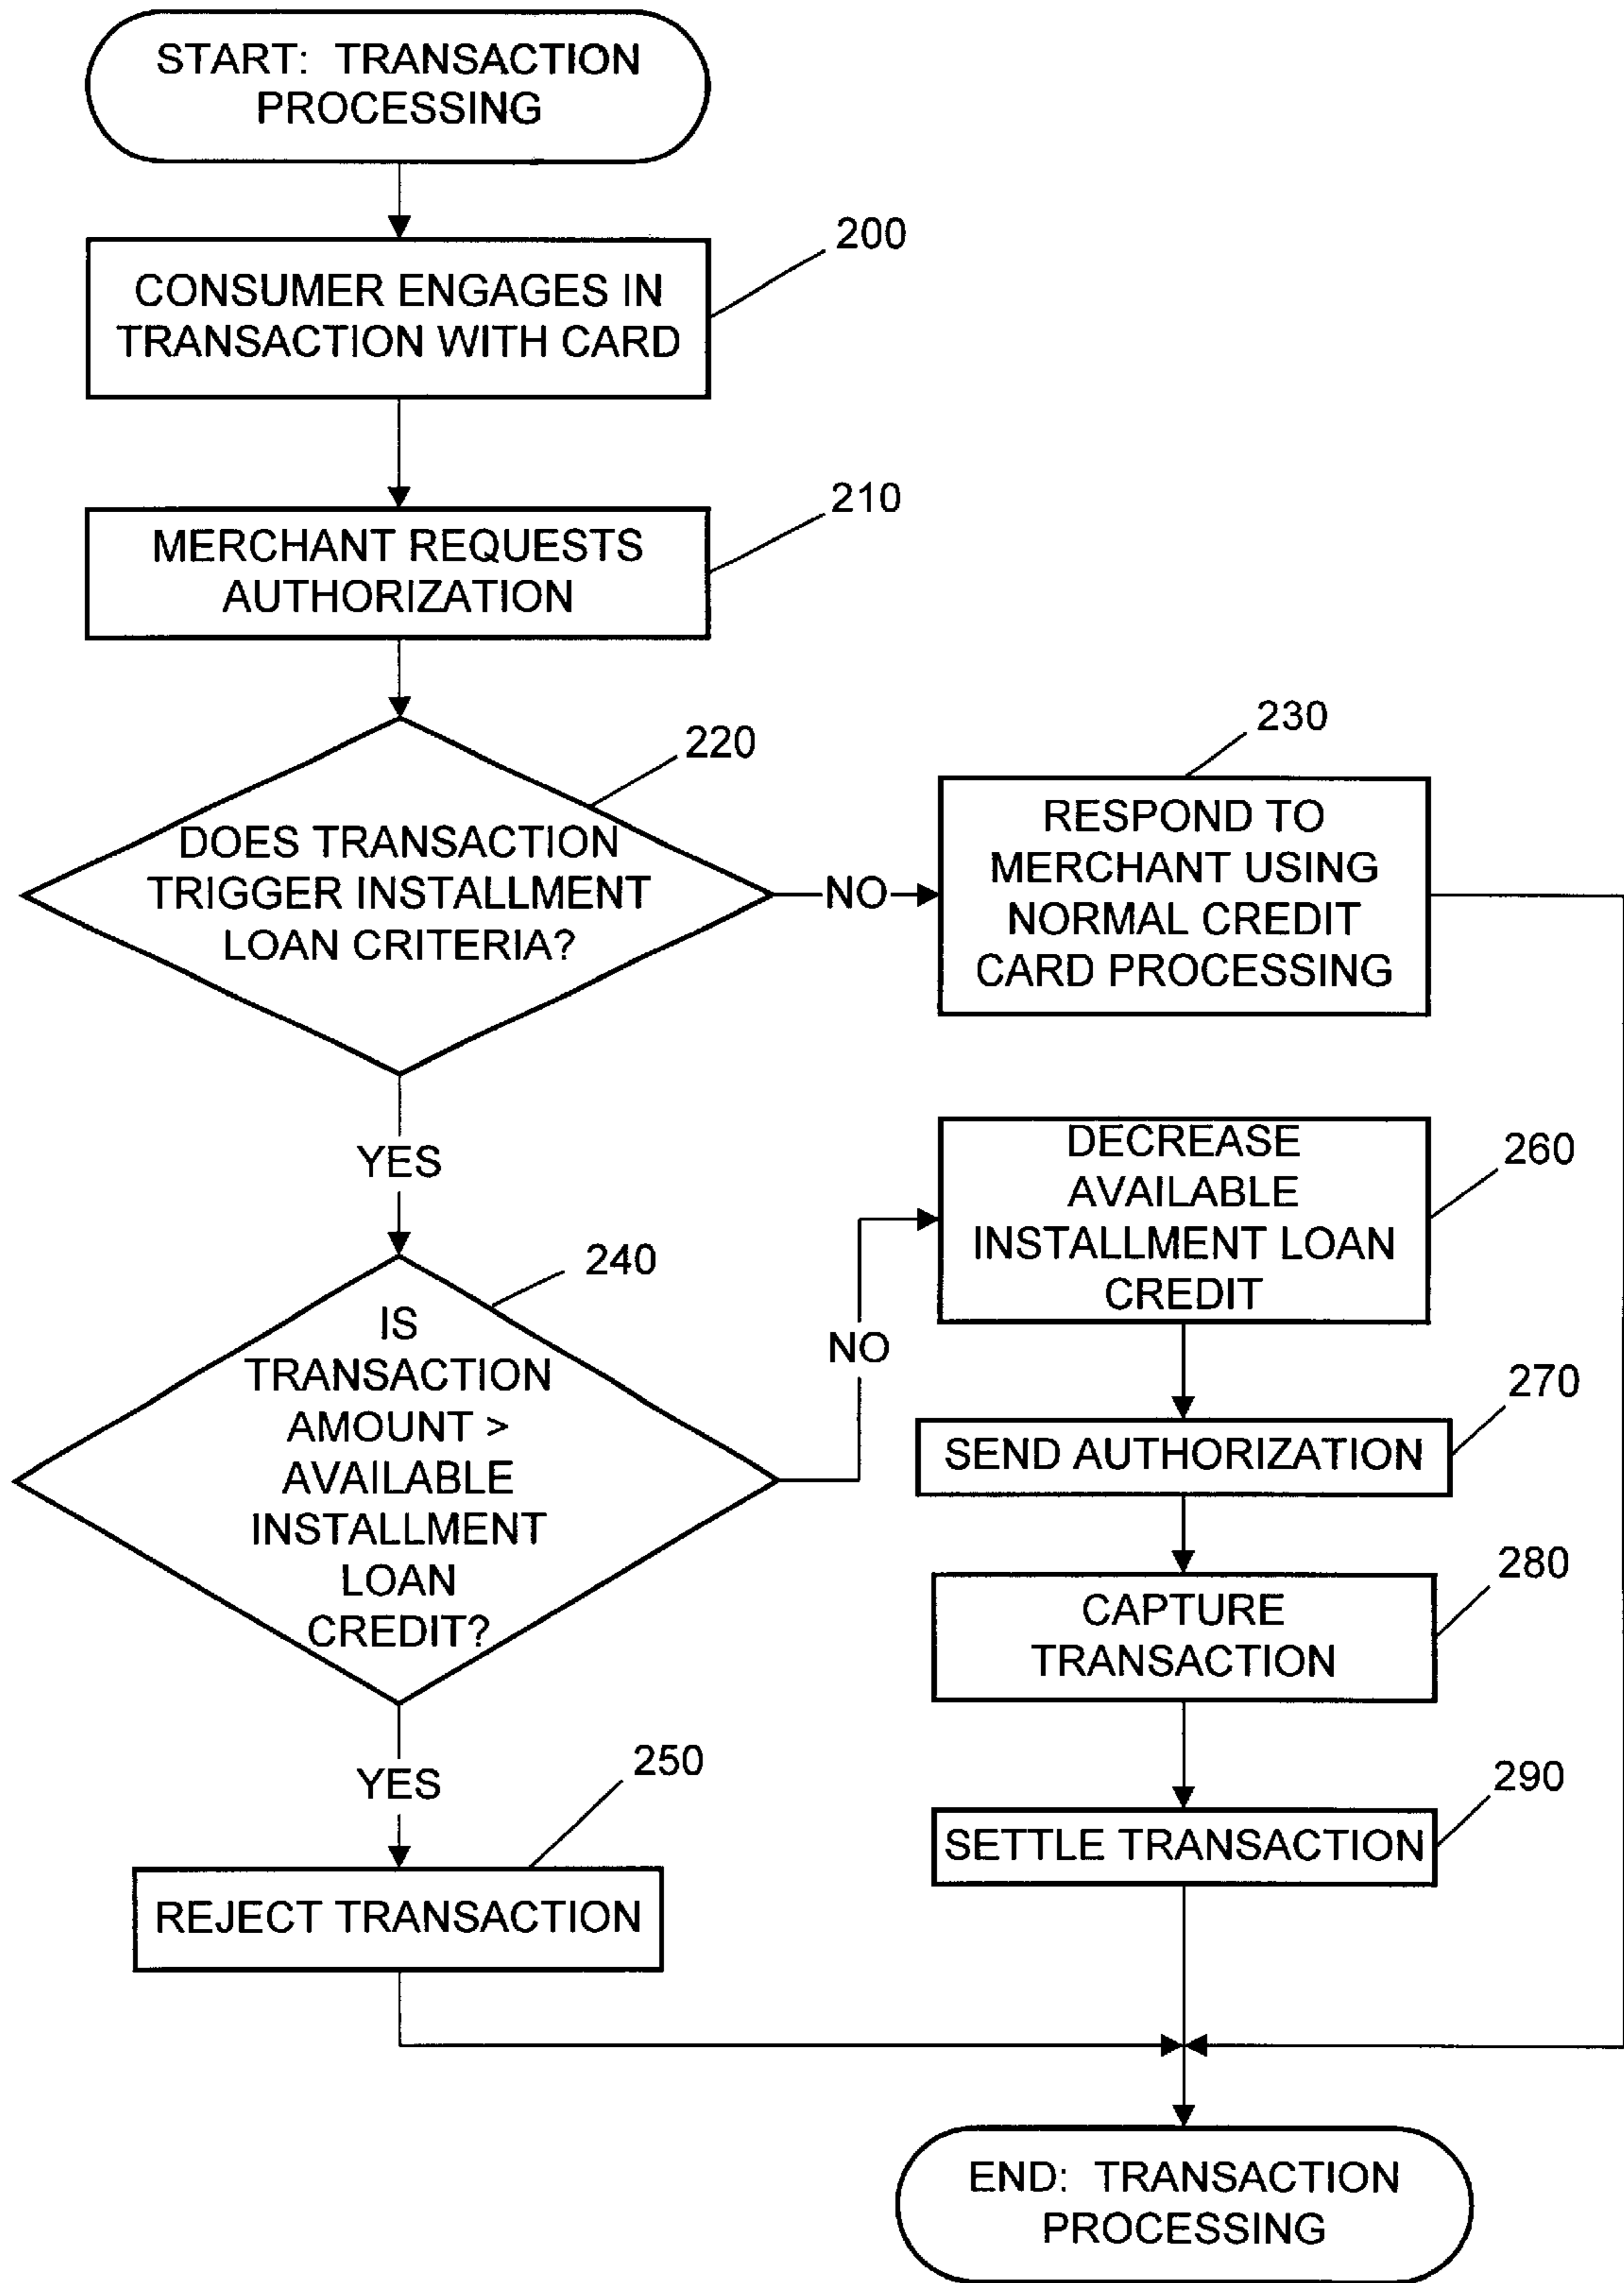 START: TRANSACTION
PROCESSING
200
CONSUMER ENGAGES IN
TRANSACTION WITH CARD
210
MERCHANT REQUESTS
AUTHORIZATION
220
DOES TRANSACTION
TRIGGER INSTALLMENT
LOAN CRITERIA?
NO
230
RESPOND TO
MERCHANT USING
NORMAL CREDIT
CARD PROCESSING
YES
240
IS
TRANSACTION
AMOUNT >
AVAILABLE
INSTALLMENT
LOAN
CREDIT?
NO
260
DECREASE
AVAILABLE
INSTALLMENT LOAN
CREDIT
270
SEND AUTHORIZATION
280
CAPTURE
TRANSACTION
290
SETTLE TRANSACTION
YES
250
REJECT TRANSACTION
END: TRANSACTION
PROCESSING